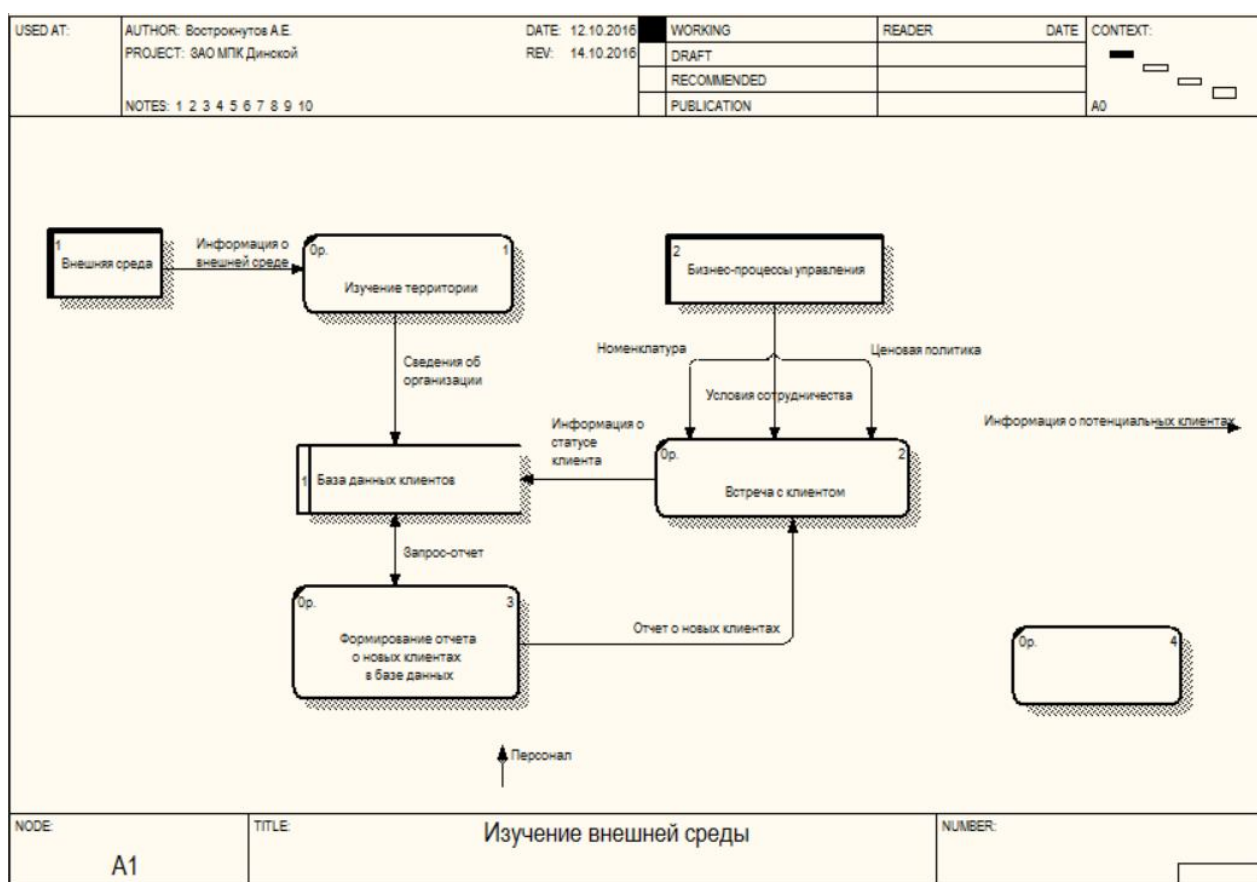 USED AT:
AUTHOR: Вострокнутов А.Е.
DATE: 12.10.2016
WORKING
READER
DATE
CONTEXT:
PROJECT: ЗАО МПК Динской
REV: 14.10.2016
DRAFT
RECOMMENDED
NOTES: 1 2 3 4 5 6 7 8 9 10
PUBLICATION
A0
1
Внешняя среда
Информация о
внешней среде
0р.
1
Изучение территории
2
Бизнес-процессы управления
Сведения об
организации
Номенклатура
Ценовая политика
Условия сотрудничества
Информация о
статусе
клиента
Информация о потенциальных клиентах
1
База данных клиентов
0р.
2
Встреча с клиентом
Запрос-отчет
0р.
3
Формирование отчета
о новых клиентах
в базе данных
Отчет о новых клиентах
0р.
4
Персонал
NODE:
A1
TITLE:
Изучение внешней среды
NUMBER: